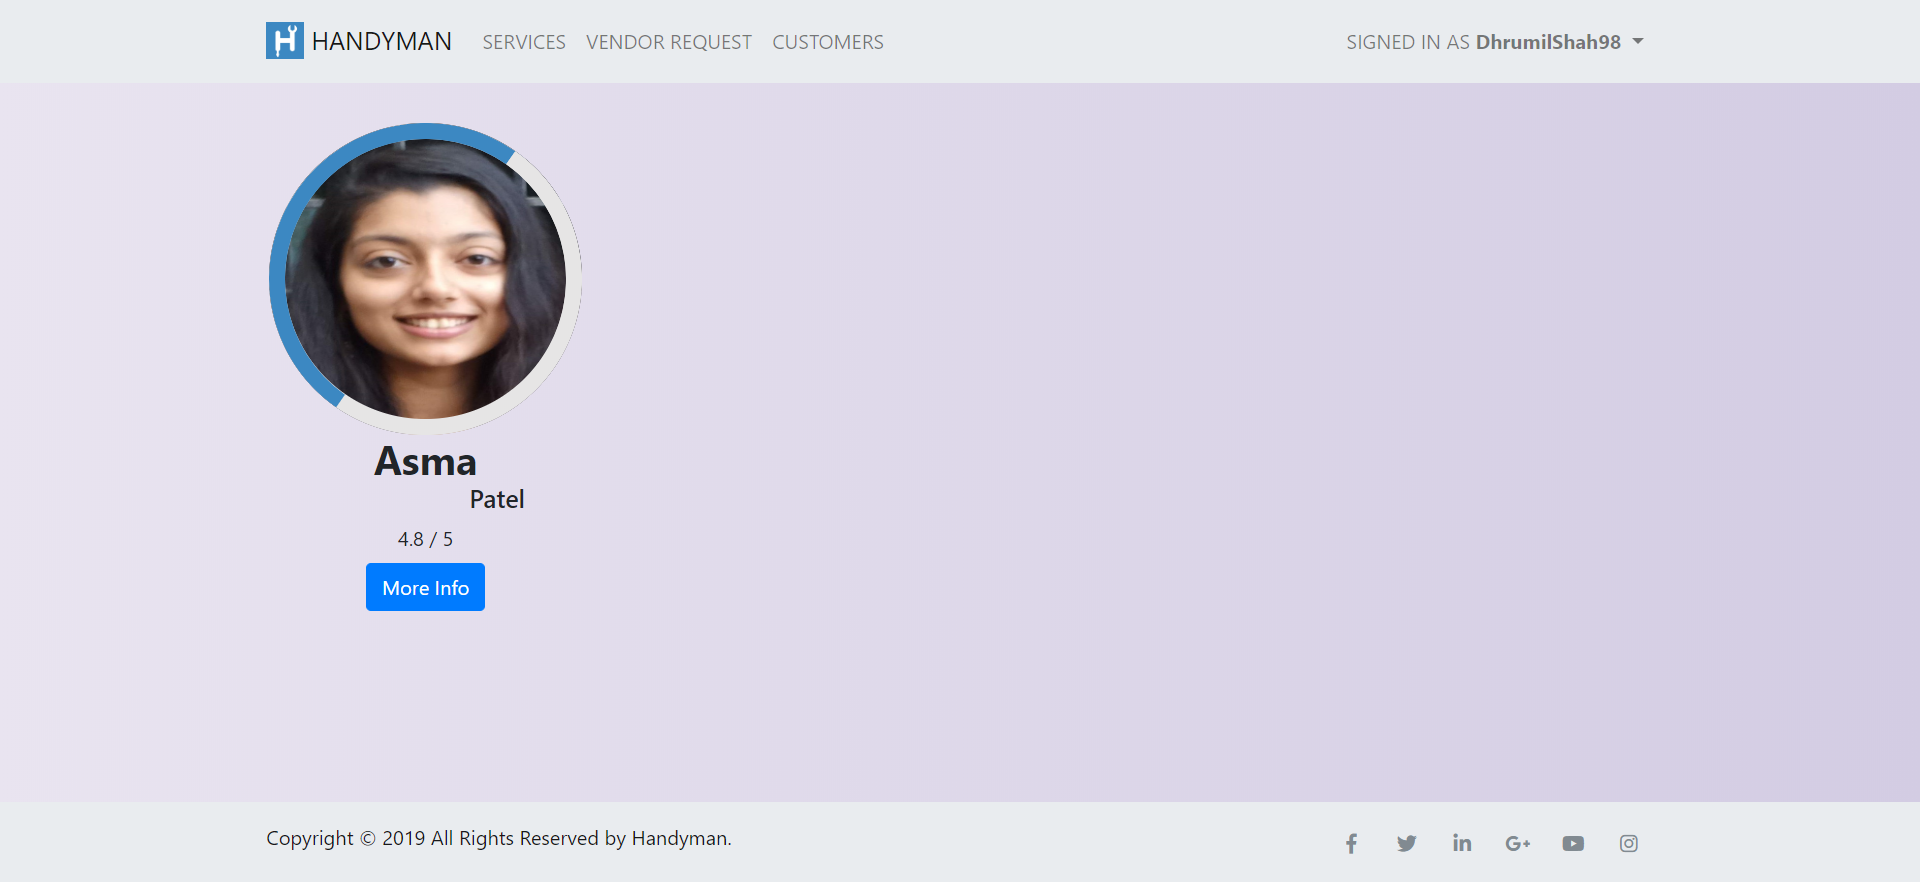 HANDYMAN SERVICES VENDOR REQUEST CUSTOMERS SIGNED IN AS DhrumilShah98
Asma
Patel
4.8 / 5
More Info
Copyright © 2019 All Rights Reserved by Handyman.